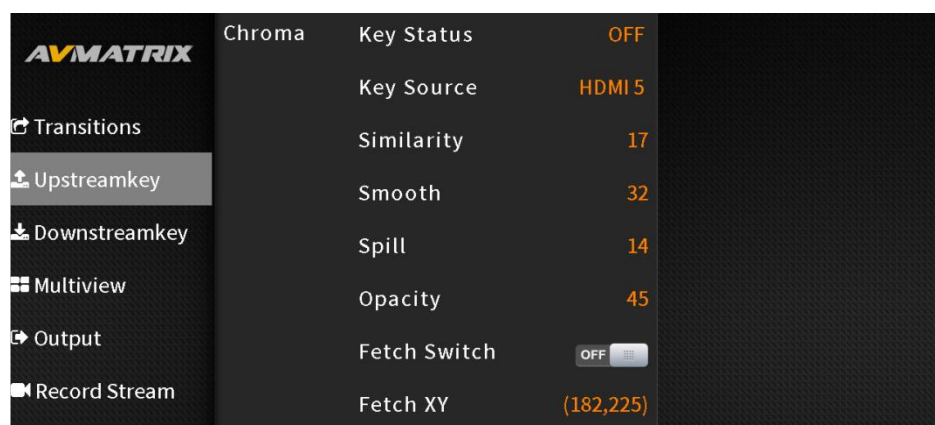 AVMATRIX
Transitions
Upstreamkey
Downstreamkey
Multiview
Output
Record Stream
Chroma
Key Status OFF
Key Source HDMI 5
Similarity 17
Smooth 32
Spill 14
Opacity 45
Fetch Switch OFF
Fetch XY (182,225)